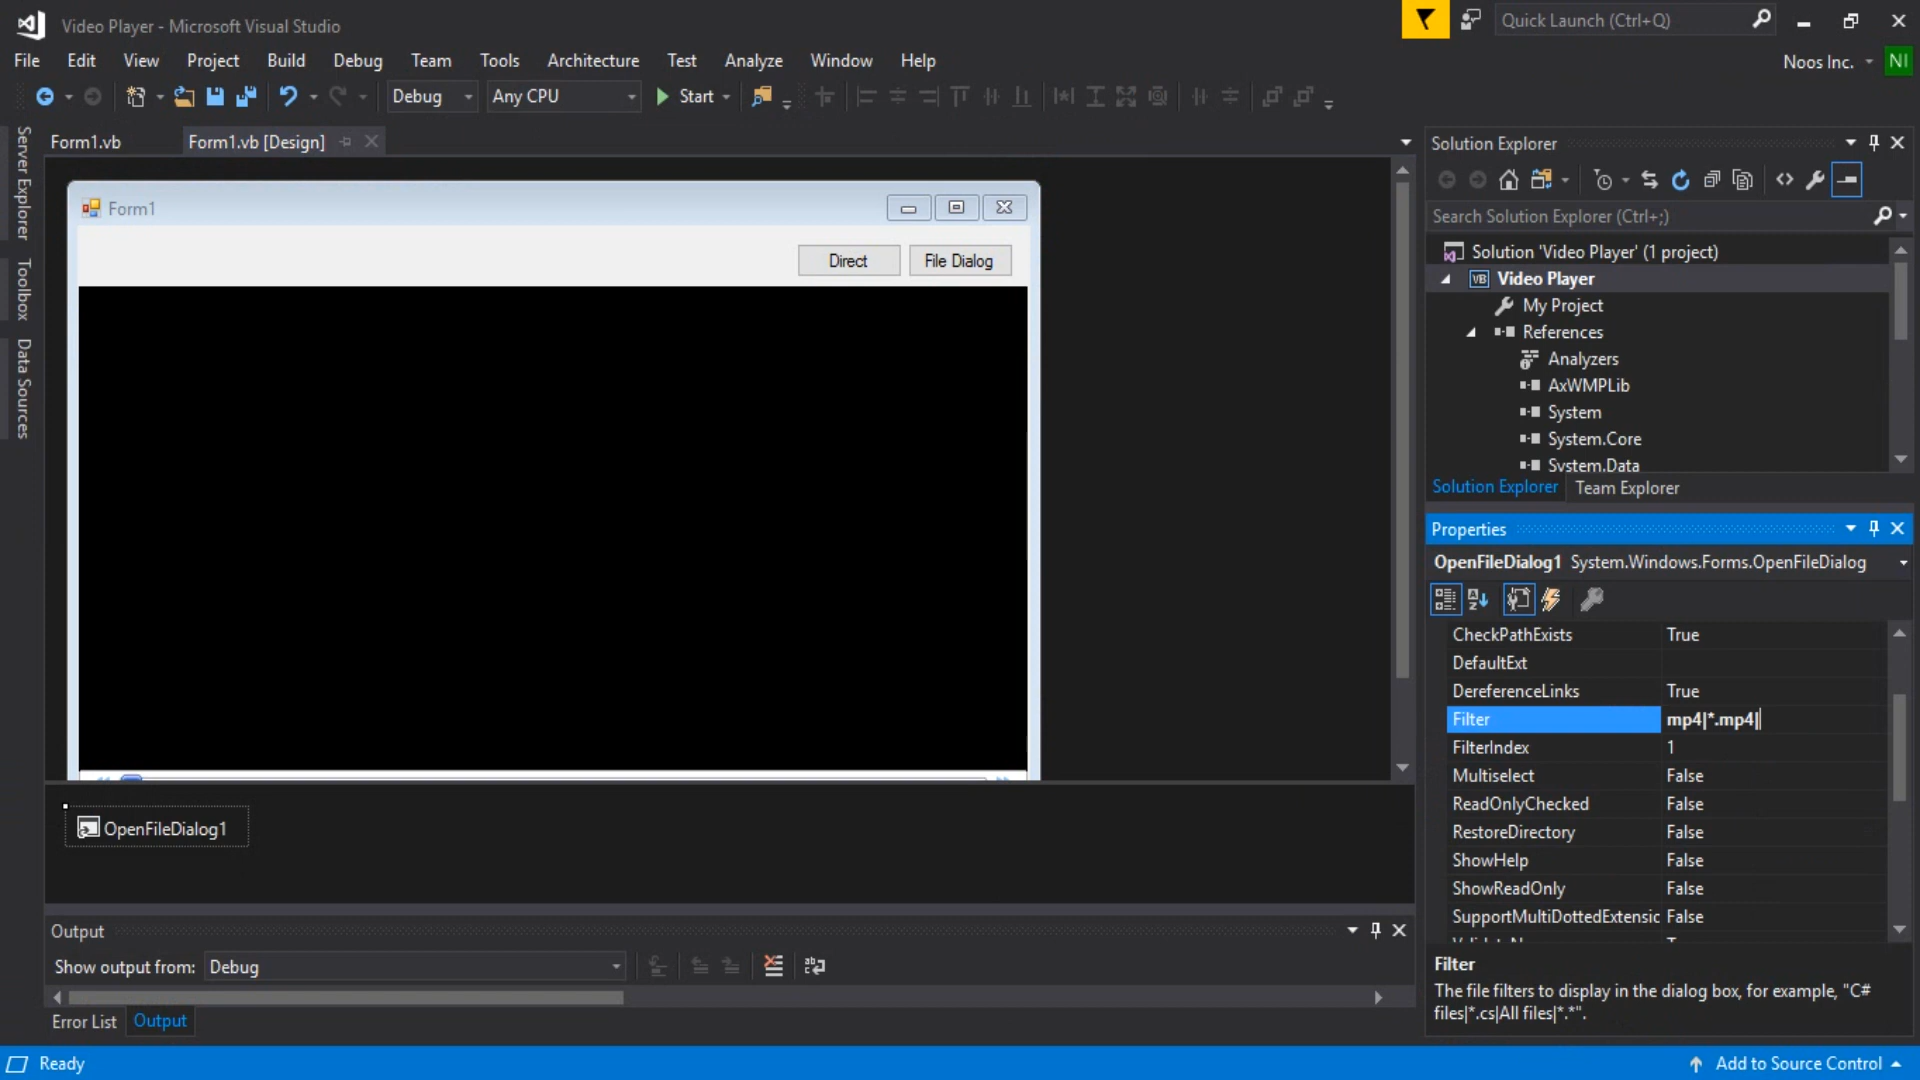 Video Player - Microsoft Visual Studio
Quick Launch (Ctrl+Q)
File Edit View Project Build Debug Team Tools Architecture Test Analyze Window Help
Noos Inc. NI
Debug Any CPU Start
Server Explorer
Toolbox
Data Sources
Form1.vb Form1.vb [Design]
Form1
Direct File Dialog
OpenFileDialog1
Output
Show output from: Debug
Error List Output
Solution Explorer
Search Solution Explorer (Ctrl+;)
Solution 'Video Player' (1 project)
VB Video Player
My Project
References
Analyzers
AxWMPLib
System
System.Core
System.Data
Solution Explorer Team Explorer
Properties
OpenFileDialog1 System.Windows.Forms.OpenFileDialog
CheckPathExists True
DefaultExt
DereferenceLinks True
Filter mp4|*.mp4|
FilterIndex 1
Multiselect False
ReadOnlyChecked False
RestoreDirectory False
ShowHelp False
ShowReadOnly False
SupportMultiDottedExtensic False
Filter
The file filters to display in the dialog box, for example, "C#
files|*.cs|All files|*.*".
Ready
Add to Source Control